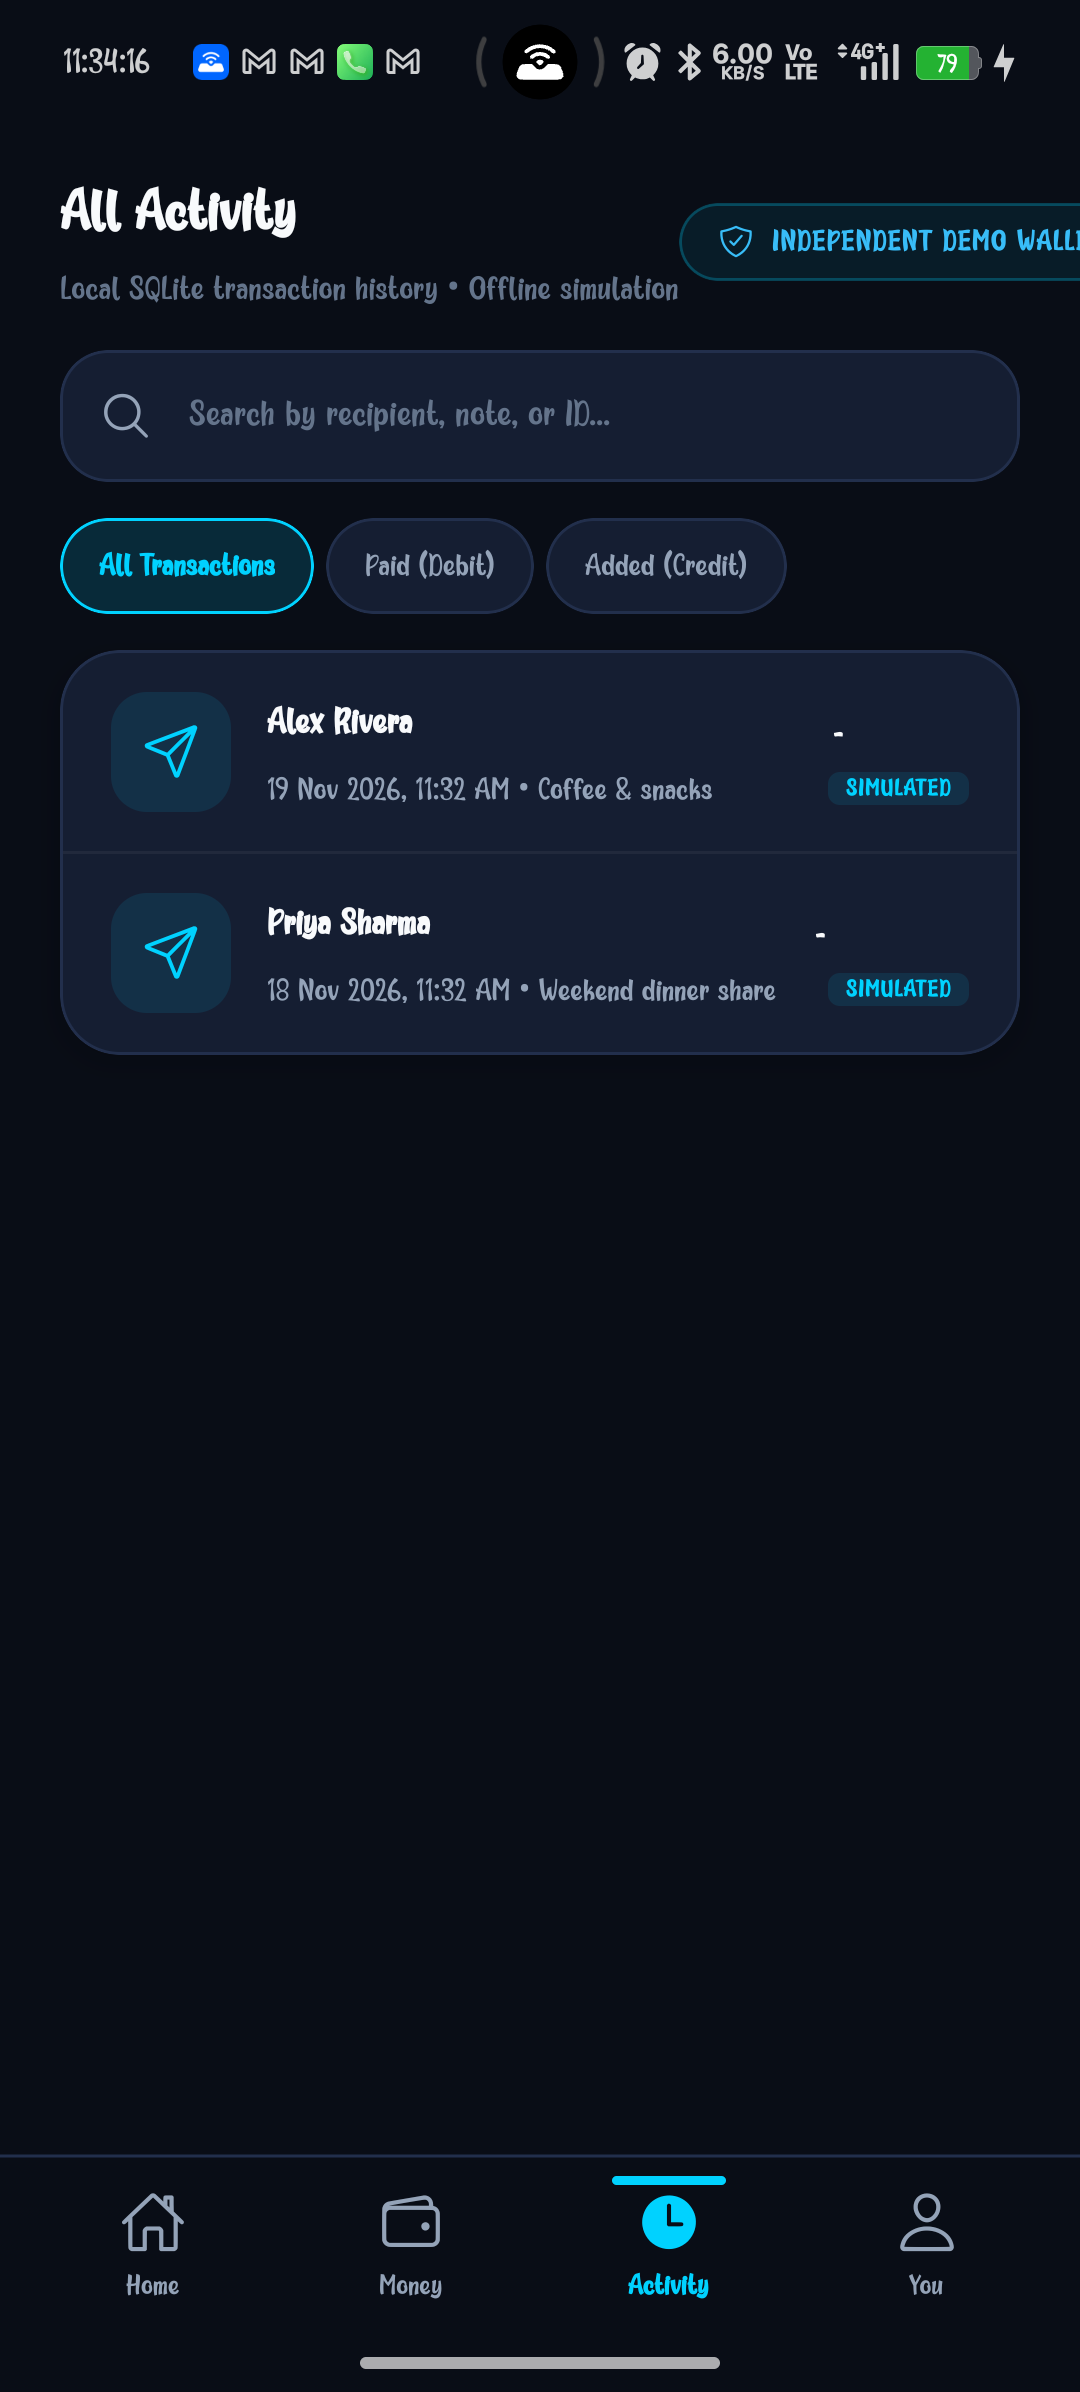 11:34:16 6.00 KB/S Vo LTE 4G+ 79
All Activity
INDEPENDENT DEMO
Local SQLite transaction history • Offline simulation
Search by recipient, note, or ID...
All Transactions Paid (Debit) Added (Credit)
Alex Rivera -
19 Nov 2026, 11:32 AM • Coffee & snacks SIMULATED
Priya Sharma -
18 Nov 2026, 11:32 AM • Weekend dinner share SIMULATED
Home Money Activity You